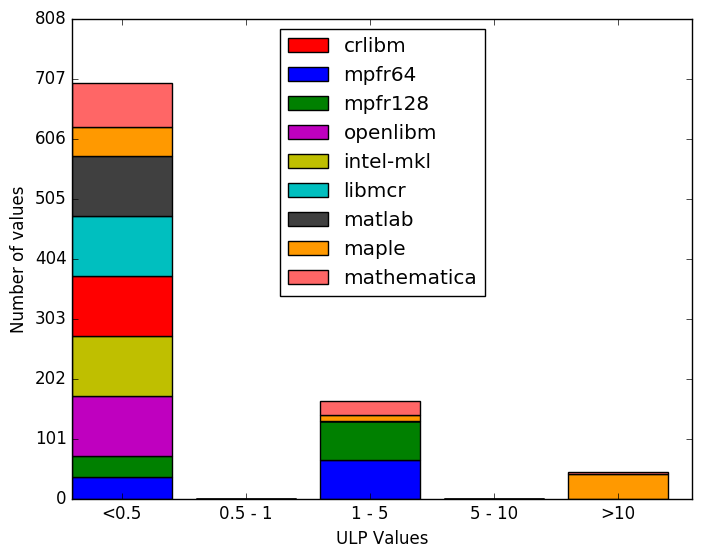 808
707
606
505
404
303
202
101
0
Number of values
crlibm
mpfr64
mpfr128
openlibm
intel-mkl
libmcr
matlab
maple
mathematica
<0.5
0.5 - 1
1 - 5
5 - 10
>10
ULP Values